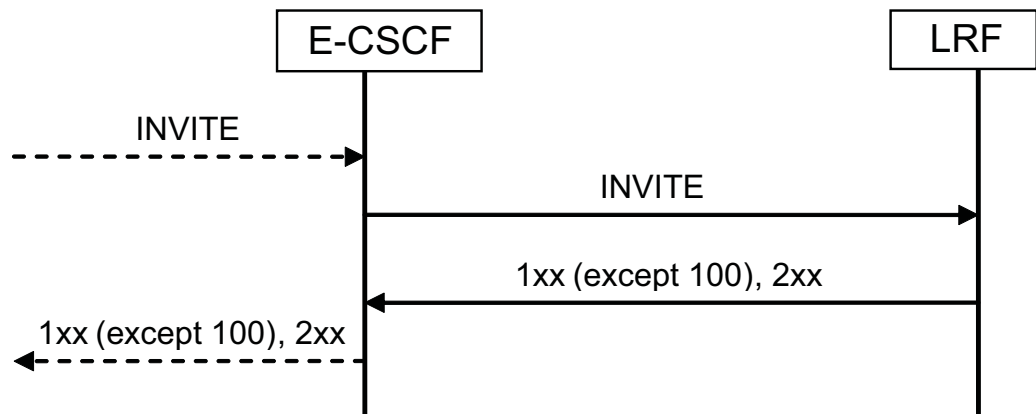 E-CSCF
LRF
INVITE
INVITE
1xx (except 100), 2xx
1xx (except 100), 2xx